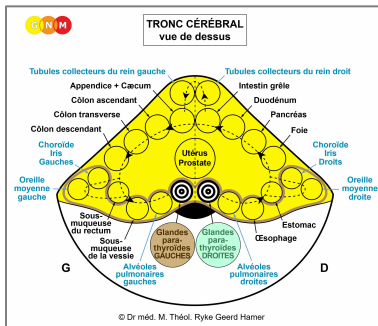 G N M
TRONC CÉRÉBRAL
vue de dessus
Tubules collecteurs du rein gauche
Tubules collecteurs du rein droit
Appendice + Cæcum
Intestin grêle
Côlon ascendant
Duodénum
Côlon transverse
Pancréas
Côlon descendant
Foie
Choroïde
Iris
Gauches
Choroïde
Iris
Droits
Utérus
Prostate
Oreille
moyenne
gauche
Oreille
moyenne
droite
Sous-
muqueuse
du rectum
Estomac
Sous-
muqueuse
de la vessie
Œsophage
Glandes
para-
thyroïdes
GAUCHES
Glandes
para-
thyroïdes
DROITES
G
D
Alvéoles
pulmonaires
gauches
Alvéoles
pulmonaires
droites
© Dr méd. M. Théol. Ryke Geerd Hamer